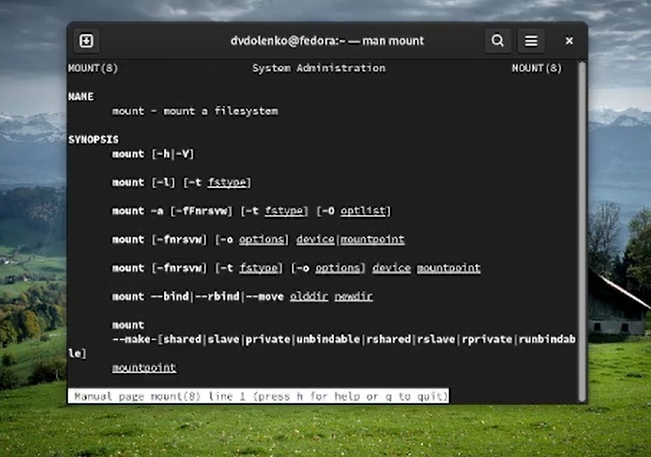 dvdolenko@fedora:~ — man mount
MOUNT(8) System Administration MOUNT(8)
NAME
mount - mount a filesystem
SYNOPSIS
mount [-h|-V]
mount [-l] [-t fstype]
mount -a [-fFnrsvw] [-t fstype] [-O optlist]
mount [-fnrsvw] [-o options] device|mountpoint
mount [-fnrsvw] [-t fstype] [-o options] device mountpoint
mount --bind|--rbind|--move olddir newdir
mount
--make-[shared|slave|private|unbindable|rshared|rslave|rprivate|runbindab
le]
mountpoint
Manual page mount(8) line 1 (press h for help or q to quit)